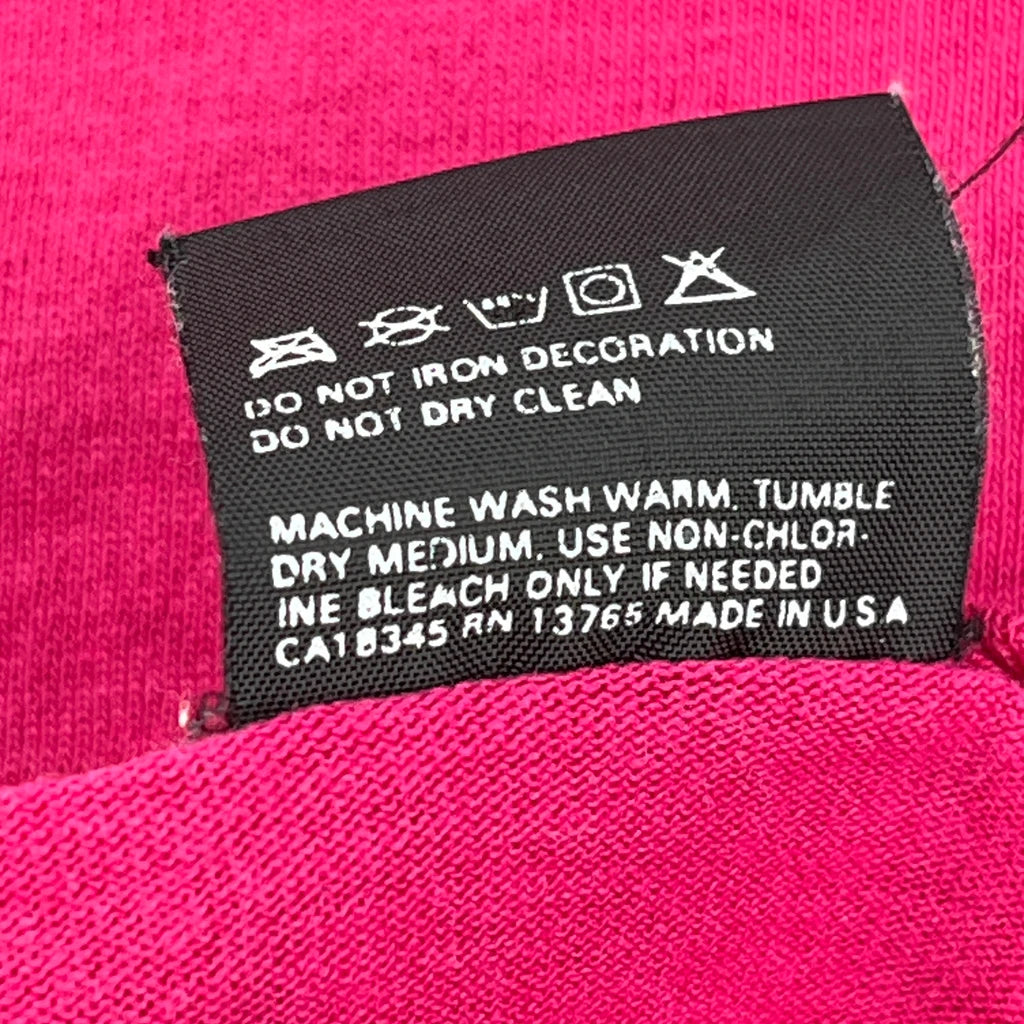 DO NOT IRON DECORATION
DO NOT DRY CLEAN
MACHINE WASH WARM. TUMBLE
DRY MEDIUM. USE NON-CHLOR-
INE BLEACH ONLY IF NEEDED
CA18345 RN 13765 MADE IN U S A